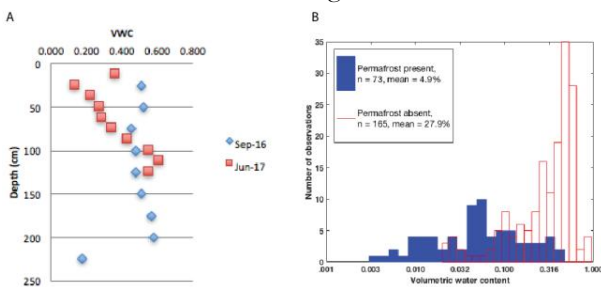 A
VWC
0.000 0.200 0.400 0.600 0.800
0
50
100
150
200
250
Depth (cm)
Sep-16
Jun-17
B
35
30
25
20
15
10
5
0
Number of observations
Permafrost present,
n = 73, mean = 4.9%
Permafrost absent,
n = 165, mean = 27.9%
.001 0.003 0.010 0.032 0.100 0.316 1.000
Volumetric water content